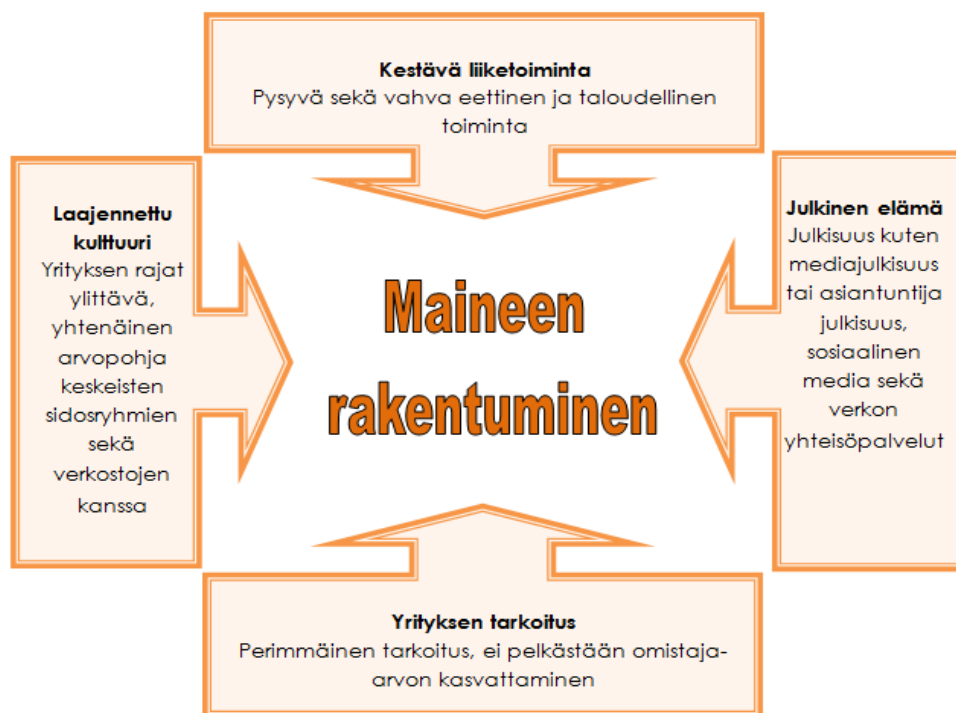 Kestävä liiketoiminta
Pysyvä sekä vahva eettinen ja taloudellinen
toiminta
Laajennettu
kulttuuri
Yrityksen rajat
ylittävä,
yhtenäinen
arvopohja
keskeisten
sidosryhmien
sekä
verkostojen
kanssa
Maineen
rakentuminen
Julkinen elämä
Julkisuus kuten
mediajulkisuus
tai asiantuntija
julkisuus,
sosiaalinen
media sekä
verkon
yhteisöpalvelut
Yrityksen tarkoitus
Perimmäinen tarkoitus, ei pelkästään omistaja-
arvon kasvattaminen